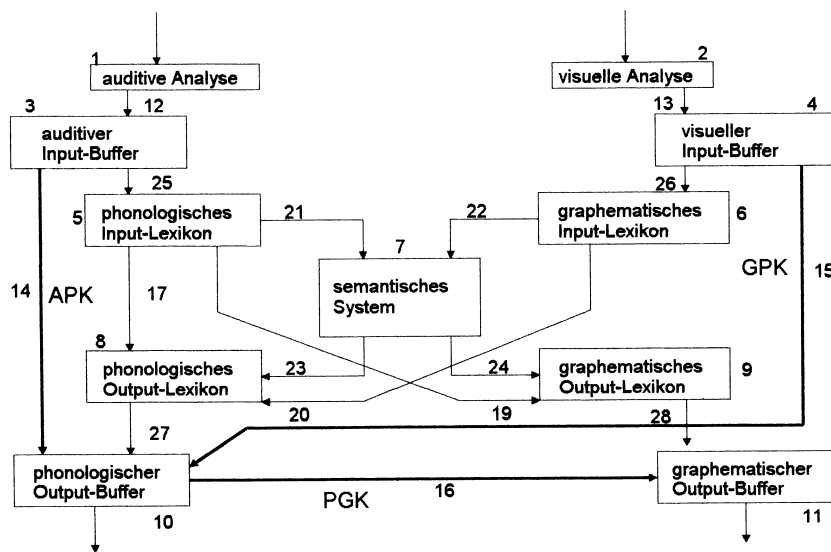 1
auditive Analyse
2
visuelle Analyse
3
12
13
4
auditiver
Input-Buffer
visueller
Input-Buffer
25
26
5
phonologisches
Input-Lexikon
21
22
graphematisches
Input-Lexikon
6
7
semantisches
System
14
APK
17
GPK
15
8
phonologisches
Output-Lexikon
23
24
graphematisches
Output-Lexikon
9
20
19
28
27
phonologischer
Output-Buffer
16
PGK
graphematischer
Output-Buffer
10
11